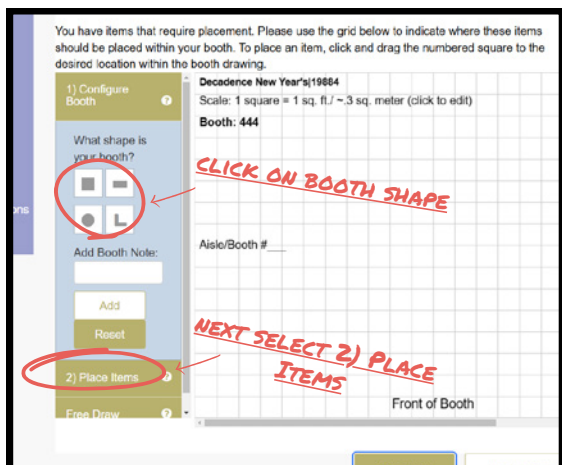 You have items that require placement. Please use the grid below to indicate where these items
should be placed within your booth. To place an item, click and drag the numbered square to the
desired location within the booth drawing.
1) Configure
Booth ?
Decadence New Year's|19884
Scale: 1 square = 1 sq. ft./ ~.3 sq. meter (click to edit)
Booth: 444
What shape is
your booth?
CLICK ON BOOTH SHAPE
ons
Aisle/Booth #___
Add Booth Note:
Add
Reset
NEXT SELECT 2) PLACE
ITEMS
2) Place Items ?
Front of Booth
Free Draw ?